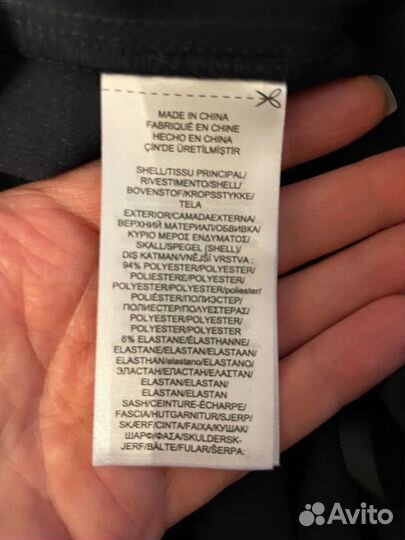 MADE IN CHINA
FABRIQUÉ EN CHINE
HECHO EN CHINA
ÇİN'DE ÜRETİLMİŞTİR
SHELL/TISSU PRINCIPAL/
RIVESTIMENTO/SHELL/
BOVENSTOF/KROPSSTYKKE/
TELA
EXTERIOR/CAMADAEXTERNA/
ВЕРХНИЙ МАТЕРИАЛ/ОБВИВКА/
ΚΥΡΙΟ ΜΕΡΟΣ ΕΝΔΥΜΑΤΟΣ/
SKALL/SPEGEL (SHELL)/
DIŞ KATMAN/VNĚJŠÍ VRSTVA :
94% POLYESTER/POLYESTER/
POLIESTERE/POLYESTER/
POLYESTER/POLYESTER/poliester/
POLIÉSTER/ПОЛИЭСТЕР/
ПОЛИЕСТЕР/ΠΟΛΥΕΣΤΕΡΑΣ/
POLYESTER/POLYESTER/
POLYESTER/POLYESTER
6% ELASTANE/ÉLASTHANNE/
ELASTANE/ELASTAN/ELASTAAN/
ELASTHAN/elastano/ELASTANO/
ЭЛАСТАН/ЕЛАСТАН/ΕΛΑΣΤΑΝ/
ELASTAN/ELASTAN/
ELASTAN/ELASTAN
SASH/CEINTURE-ÉCHARPE/
FASCIA/HUTGARNITUR/SJERP/
SKÆRF/CINTA/FAIXA/КУШАК/
ШАРФ/ΦΑΣΑ/SKULDERSK-
JERF/BÄLTE/FULAR/ŠERPA:
Avito